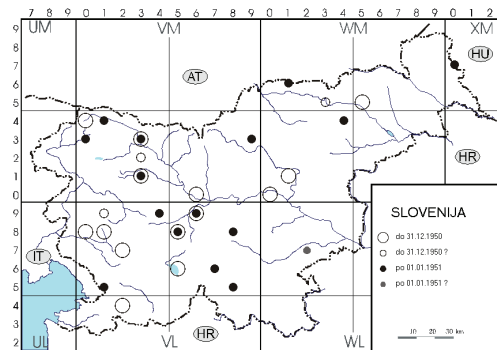 7 8 9 0 1 2 3 4 5 6 7 8 9 0 1 2 3 4 5 6 7 8 9 0 1 2
9 UM VM WM XM
8 HU
7 AT
6
5
4
3
2 HR
1
0
9 SLOVENIJA
8 do 31.12.1950
7 IT do 31.12.1950 ?
6 po 01.01.1951
5 po 01.01.1951 ?
4
3 HR 10 20 30 km
2 UL VL WL